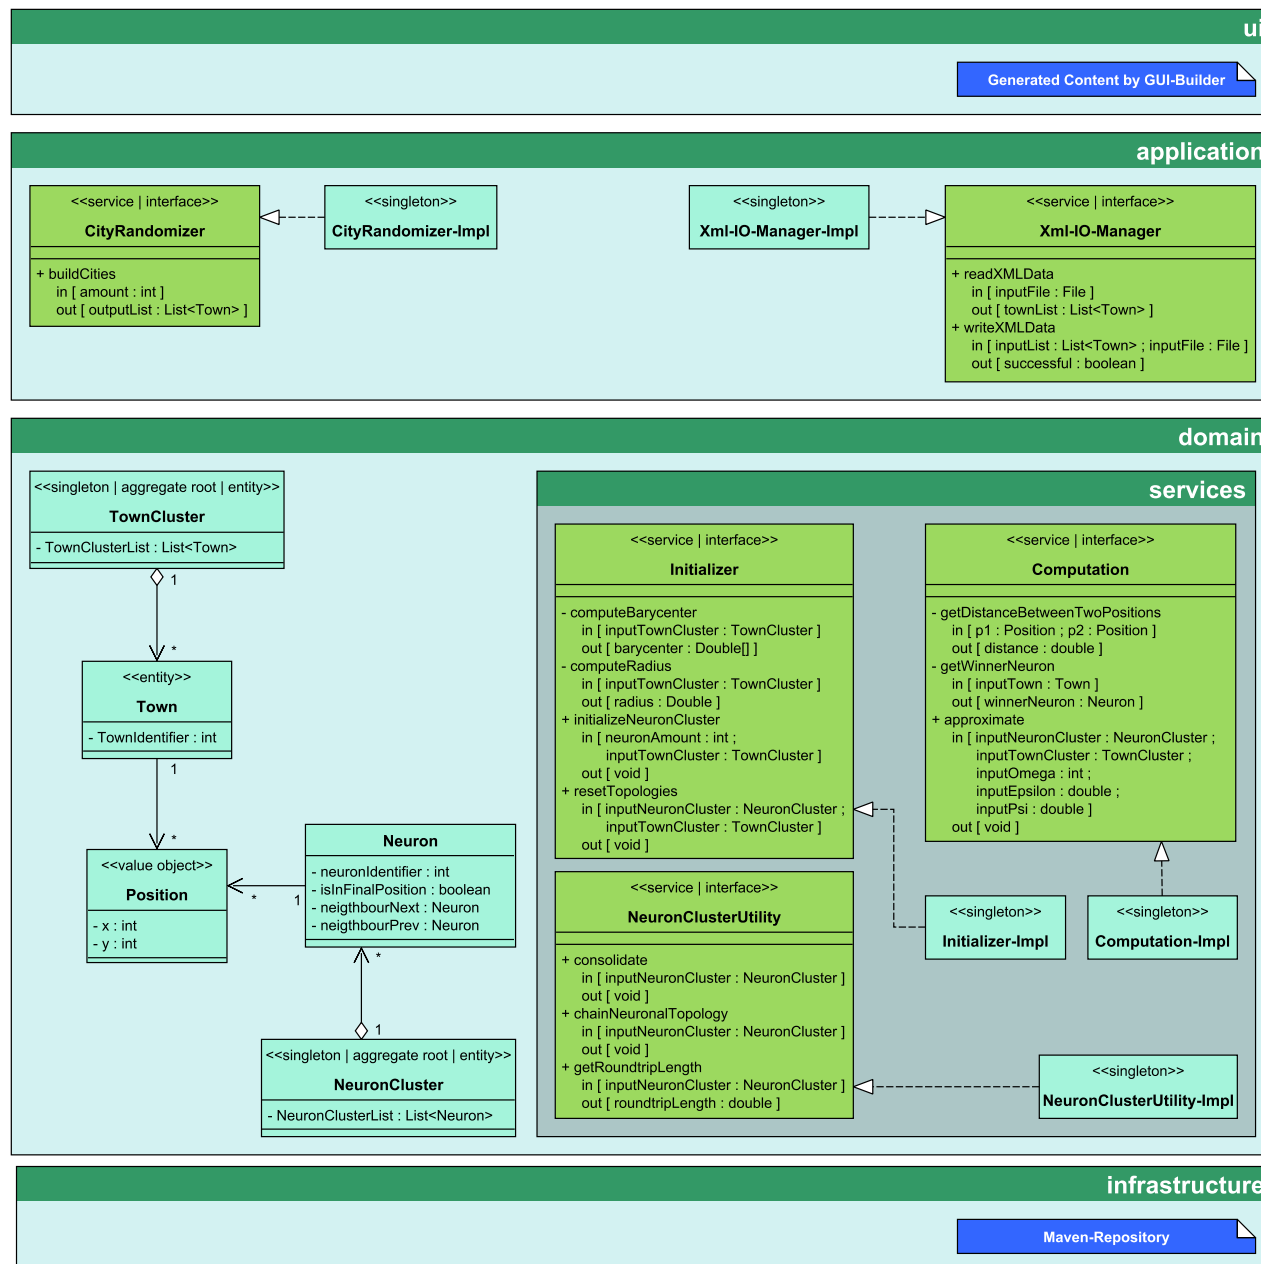 ui
Generated Content by GUI-Builder
application
<<service | interface>>
CityRandomizer
+ buildCities
in [ amount : int ]
out [ outputList : List<Town> ]
<<singleton>>
CityRandomizer-Impl
<<singleton>>
Xml-IO-Manager-Impl
<<service | interface>>
Xml-IO-Manager
+ readXMLData
in [ inputFile : File ]
out [ townList : List<Town> ]
+ writeXMLData
in [ inputList : List<Town> ; inputFile : File ]
out [ successful : boolean ]
domain
<<singleton | aggregate root | entity>>
TownCluster
- TownClusterList : List<Town>
1
*
<<entity>>
Town
- TownIdentifier : int
1
*
<<value object>>
Position
- x : int
- y : int
*
1
Neuron
- neuronIdentifier : int
- isInFinalPosition : boolean
- neigthbourNext : Neuron
- neigthbourPrev : Neuron
*
1
<<singleton | aggregate root | entity>>
NeuronCluster
- NeuronClusterList : List<Neuron>
services
<<service | interface>>
Initializer
- computeBarycenter
in [ inputTownCluster : TownCluster ]
out [ barycenter : Double[] ]
- computeRadius
in [ inputTownCluster : TownCluster ]
out [ radius : Double ]
+ initializeNeuronCluster
in [ neuronAmount : int ;
inputTownCluster : TownCluster ]
out [ void ]
+ resetTopologies
in [ inputNeuronCluster : NeuronCluster ;
inputTownCluster : TownCluster ]
out [ void ]
<<service | interface>>
Computation
- getDistanceBetweenTwoPositions
in [ p1 : Position ; p2 : Position ]
out [ distance : double ]
- getWinnerNeuron
in [ inputTown : Town ]
out [ winnerNeuron : Neuron ]
+ approximate
in [ inputNeuronCluster : NeuronCluster ;
inputTownCluster : TownCluster ;
inputOmega : int ;
inputEpsilon : double ;
inputPsi : double ]
out [ void ]
<<service | interface>>
NeuronClusterUtility
+ consolidate
in [ inputNeuronCluster : NeuronCluster ]
out [ void ]
+ chainNeuronalTopology
in [ inputNeuronCluster : NeuronCluster ]
out [ void ]
+ getRoundtripLength
in [ inputNeuronCluster : NeuronCluster ]
out [ roundtripLength : double ]
<<singleton>>
Initializer-Impl
<<singleton>>
Computation-Impl
<<singleton>>
NeuronClusterUtility-Impl
infrastructure
Maven-Repository